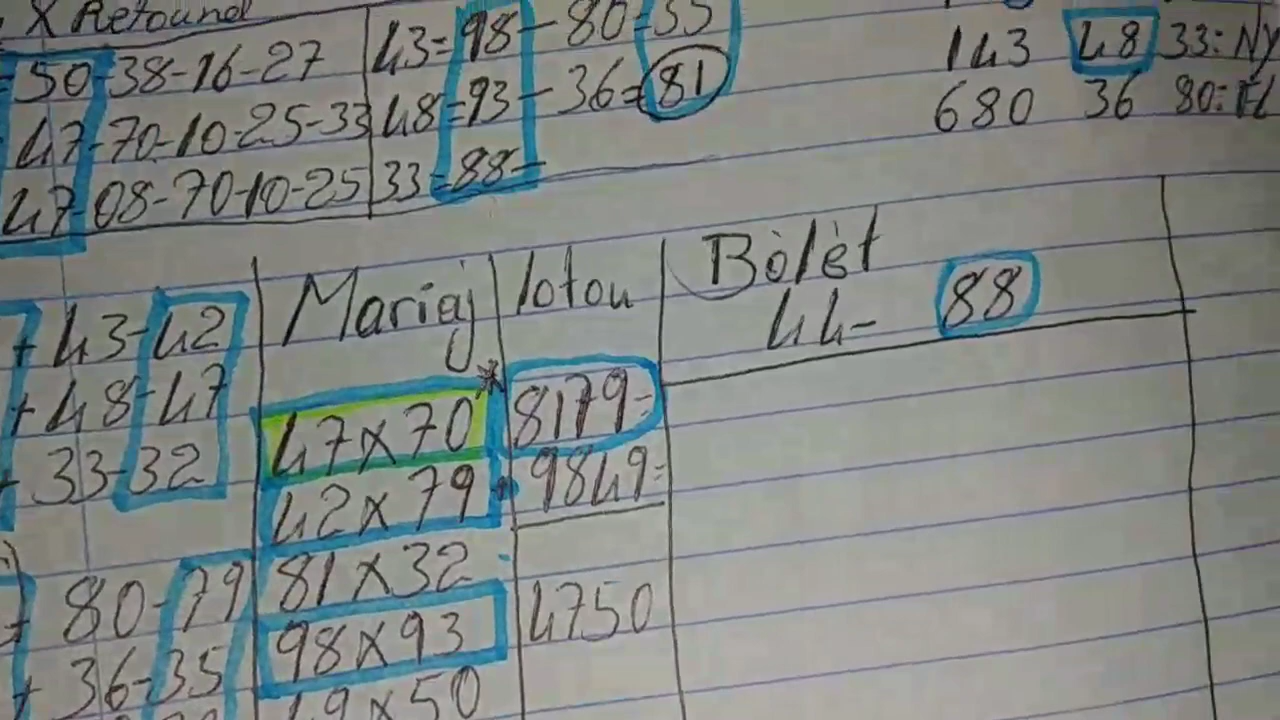 X Retound
50-38-16-27
47-70-10-25-33
47-08-70-10-25
43=98-80=35
48=93-36=81
33=88-
143 48 33: Ny
680 36 80: FL
+43-42
+48-47
+33-32
80-79
+36-35
Mariaj
47x70*
42x79
81x32
98x93
49x50
lotou
8179=
9849=
4750
Bòlèt
44- 88